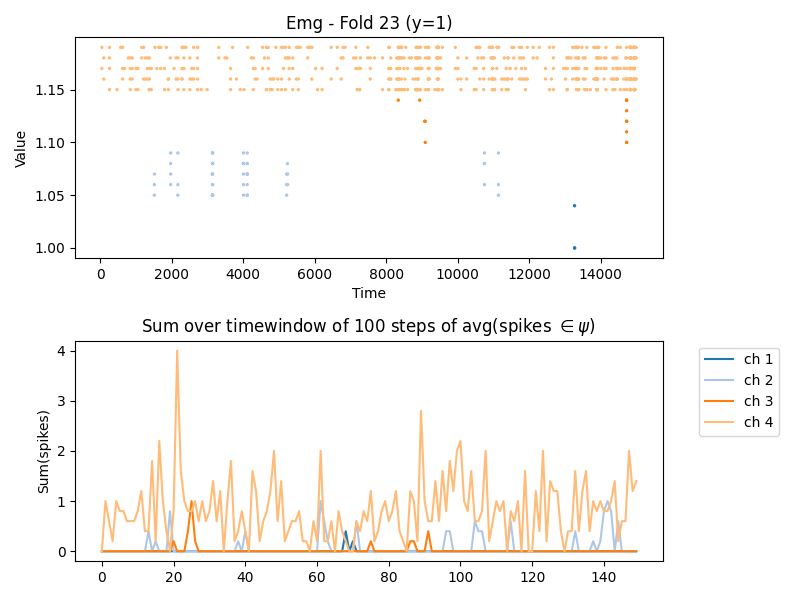 Emg - Fold 23 (y=1)
Value
1.15
1.10
1.05
1.00
0 2000 4000 6000 8000 10000 12000 14000
Time
Sum over timewindow of 100 steps of avg(spikes ∈ ψ)
Sum(spikes)
4
3
2
1
0
0 20 40 60 80 100 120 140
ch 1
ch 2
ch 3
ch 4